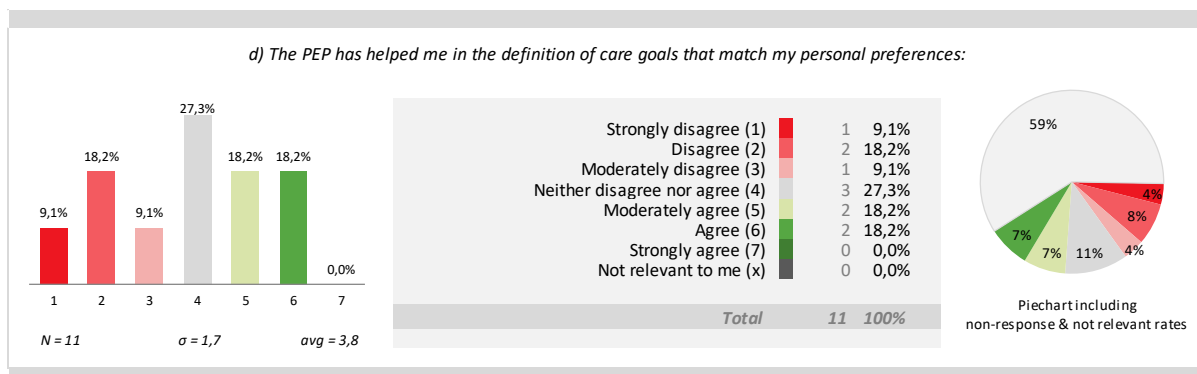 d) The PEP has helped me in the definition of care goals that match my personal preferences:
9,1%
18,2%
9,1%
27,3%
18,2%
18,2%
0,0%
1 2 3 4 5 6 7
N = 11 σ = 1,7 avg = 3,8
Strongly disagree (1) 1 9,1%
Disagree (2) 2 18,2%
Moderately disagree (3) 1 9,1%
Neither disagree nor agree (4) 3 27,3%
Moderately agree (5) 2 18,2%
Agree (6) 2 18,2%
Strongly agree (7) 0 0,0%
Not relevant to me (x) 0 0,0%
Total 11 100%
59%
4%
8%
4%
11%
7%
7%
Piechart including
non-response & not relevant rates